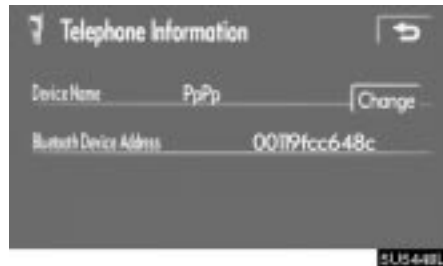 Telephone Information
Device Name PpPp Change
Bluetooth Device Address 00119fcc648c
5U5448L